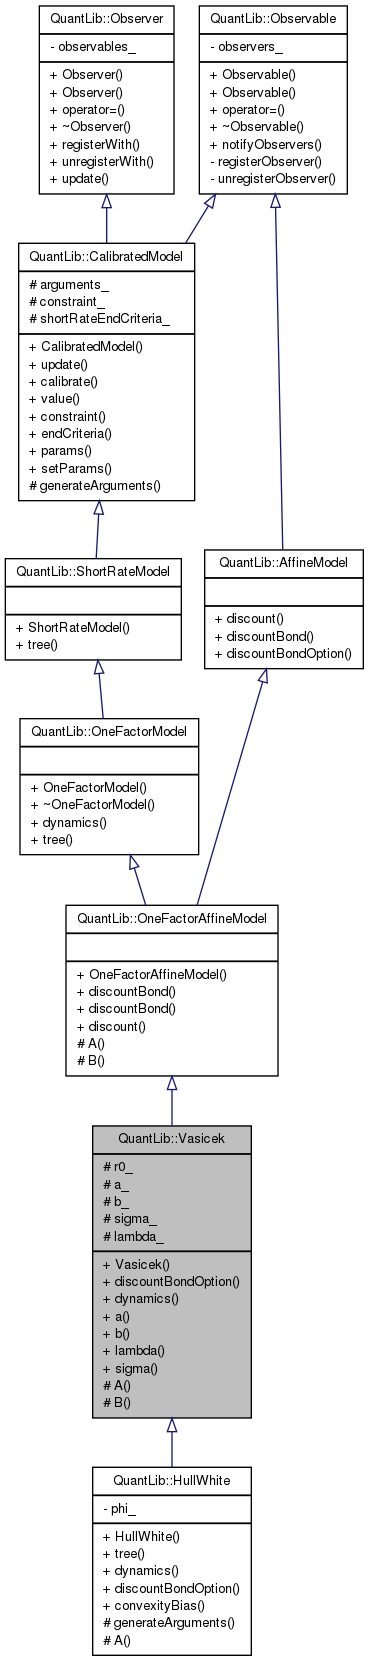 QuantLib::Observer
- observables_
+ Observer()
+ Observer()
+ operator=()
+ ~Observer()
+ registerWith()
+ unregisterWith()
+ update()
QuantLib::Observable
- observers_
+ Observable()
+ Observable()
+ operator=()
+ ~Observable()
+ notifyObservers()
- registerObserver()
- unregisterObserver()
QuantLib::CalibratedModel
# arguments_
# constraint_
# shortRateEndCriteria_
+ CalibratedModel()
+ update()
+ calibrate()
+ value()
+ constraint()
+ endCriteria()
+ params()
+ setParams()
# generateArguments()
QuantLib::ShortRateModel
+ ShortRateModel()
+ tree()
QuantLib::AffineModel
+ discount()
+ discountBond()
+ discountBondOption()
QuantLib::OneFactorModel
+ OneFactorModel()
+ ~OneFactorModel()
+ dynamics()
+ tree()
QuantLib::OneFactorAffineModel
+ OneFactorAffineModel()
+ discountBond()
+ discountBond()
+ discount()
# A()
# B()
QuantLib::Vasicek
# r0_
# a_
# b_
# sigma_
# lambda_
+ Vasicek()
+ discountBondOption()
+ dynamics()
+ a()
+ b()
+ lambda()
+ sigma()
# A()
# B()
QuantLib::HullWhite
- phi_
+ HullWhite()
+ tree()
+ dynamics()
+ discountBondOption()
+ convexityBias()
# generateArguments()
# A()